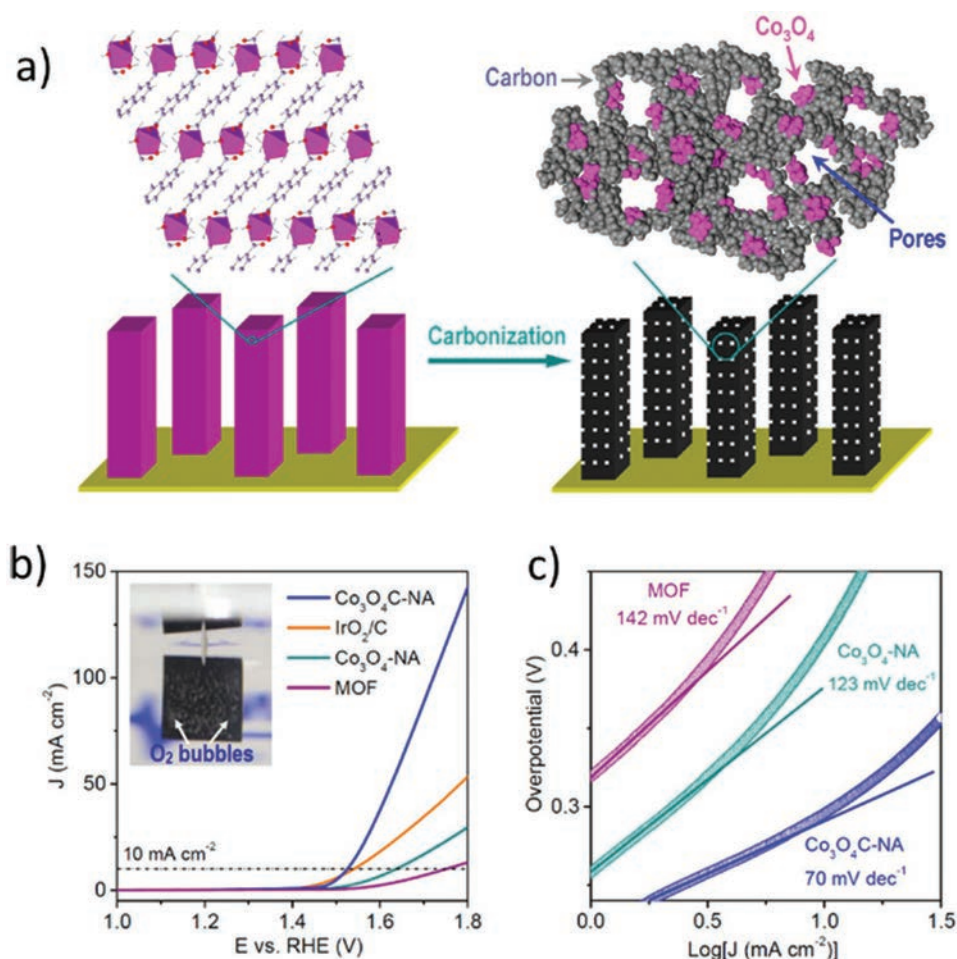 a)
Carbon
Co₃O₄
Pores
Carbonization
b)
150
100
50
0
J (mA cm⁻²)
Co₃O₄C-NA
IrO₂/C
Co₃O₄-NA
MOF
O₂ bubbles
10 mA cm⁻²
1.0 1.2 1.4 1.6 1.8
E vs. RHE (V)
c)
0.4
0.3
Overpotential (V)
MOF
142 mV dec⁻¹
Co₃O₄-NA
123 mV dec⁻¹
Co₃O₄C-NA
70 mV dec⁻¹
0.0 0.5 1.0 1.5
Log[J (mA cm⁻²)]